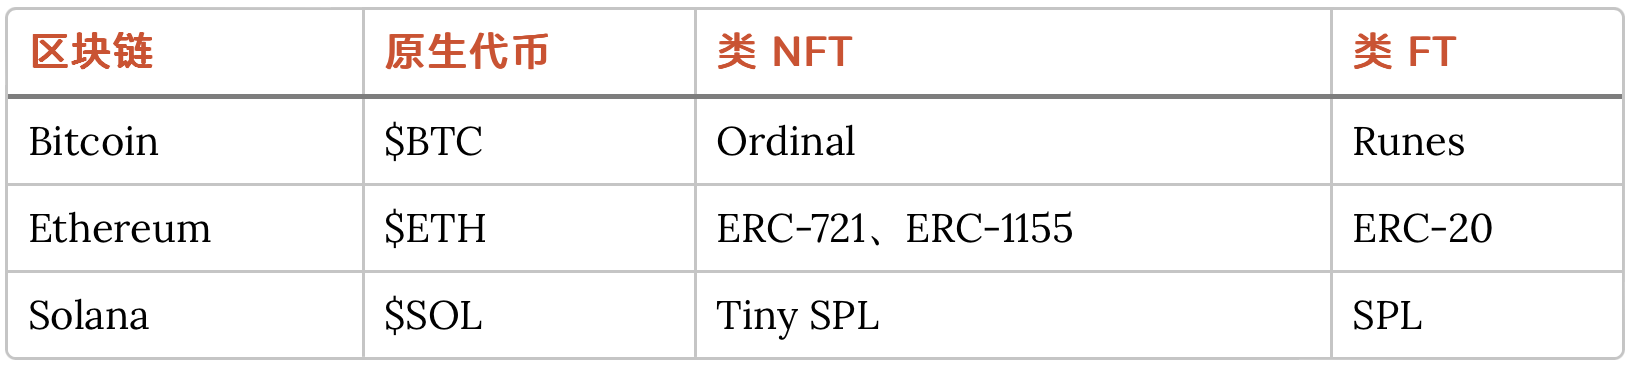 区块链 原生代币 类 NFT 类 FT
Bitcoin $BTC Ordinal Runes
Ethereum $ETH ERC-721、ERC-1155 ERC-20
Solana $SOL Tiny SPL SPL